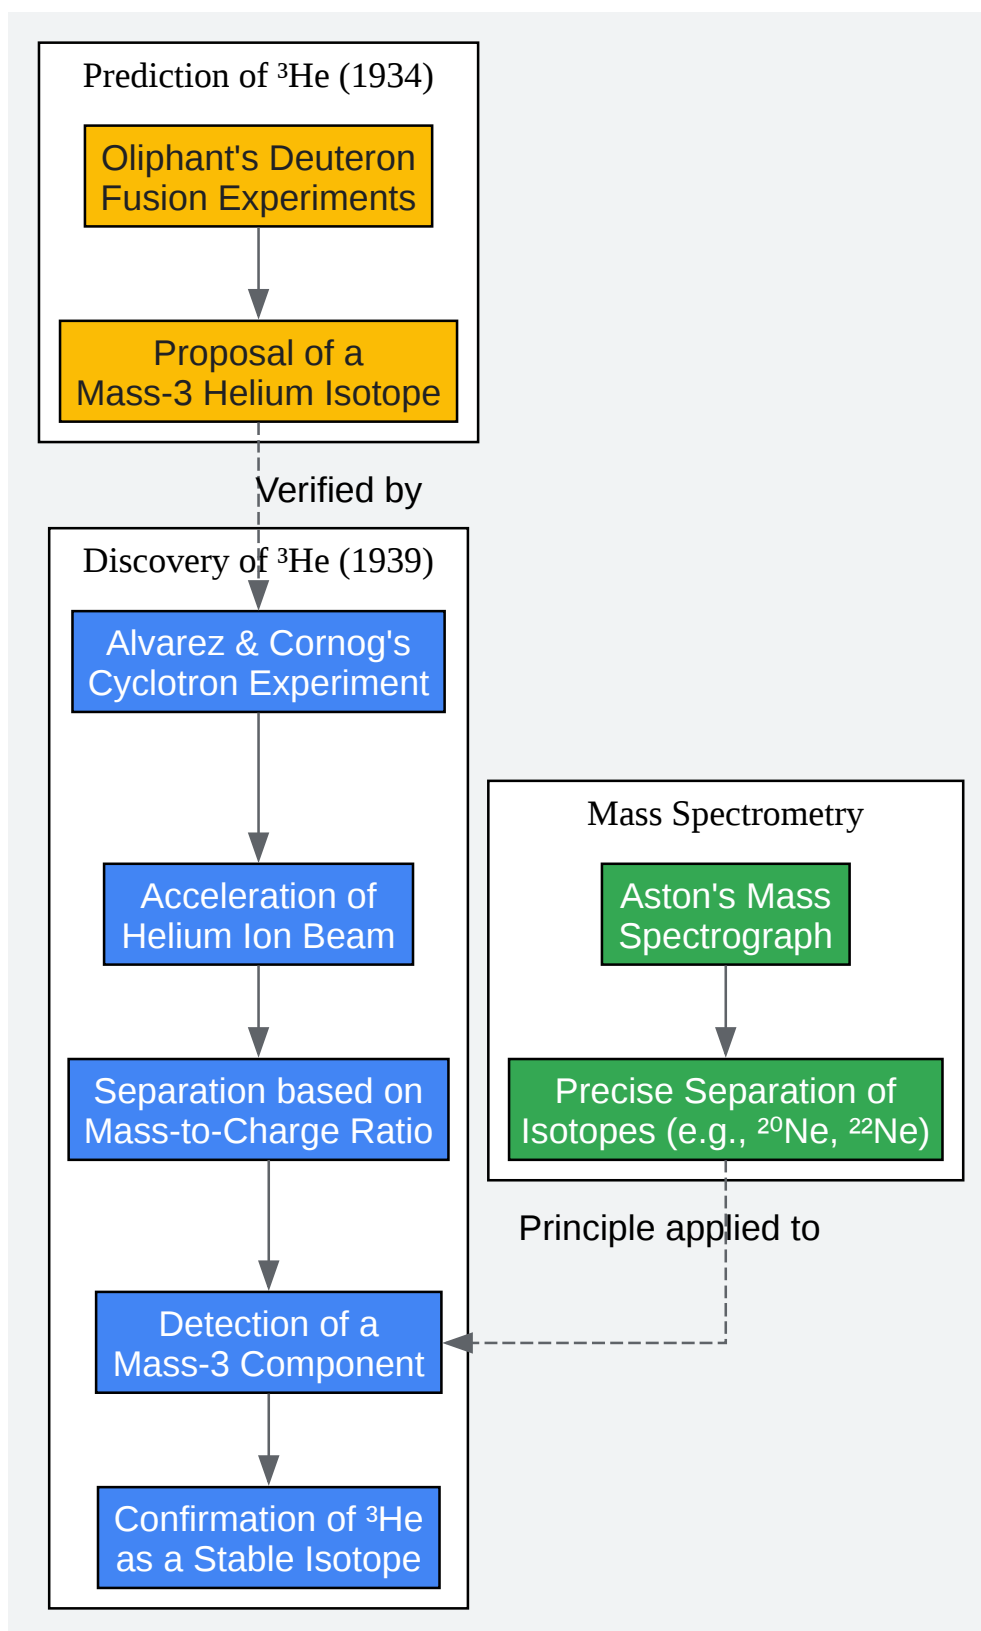 Prediction of ³He (1934)
Oliphant's Deuteron
Fusion Experiments
Proposal of a
Mass-3 Helium Isotope
Verified by
Discovery of ³He (1939)
Alvarez & Cornog's
Cyclotron Experiment
Acceleration of
Helium Ion Beam
Separation based on
Mass-to-Charge Ratio
Detection of a
Mass-3 Component
Confirmation of ³He
as a Stable Isotope
Mass Spectrometry
Aston's Mass
Spectrograph
Precise Separation of
Isotopes (e.g., ²⁰Ne, ²²Ne)
Principle applied to